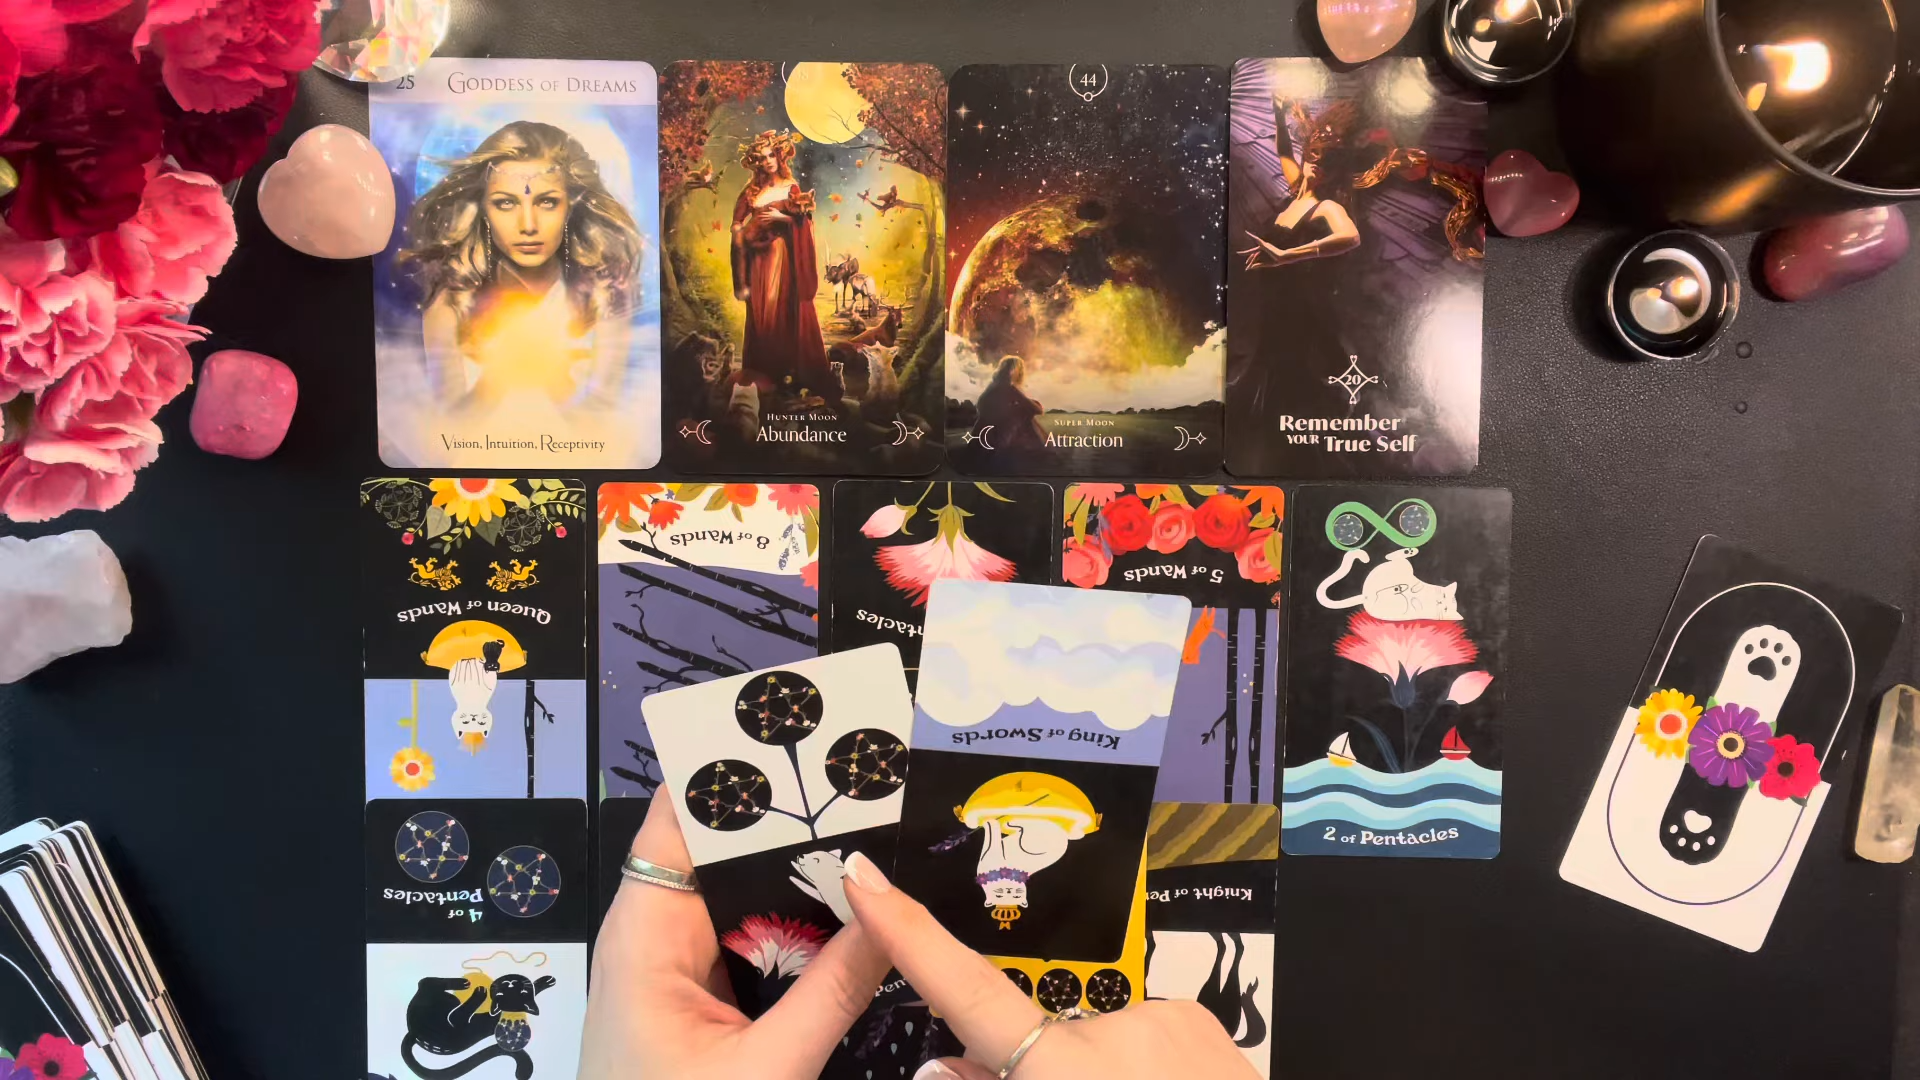 25 GODDESS OF DREAMS
Vision, Intuition, Receptivity
HUNTER MOON
Abundance
44
SUPER MOON
Attraction
20
Remember
YOUR True Self
Queen of Wands
8 of Wands
5 of Wands
King of Swords
2 of Pentacles
4 of
Pentacles
Knight of